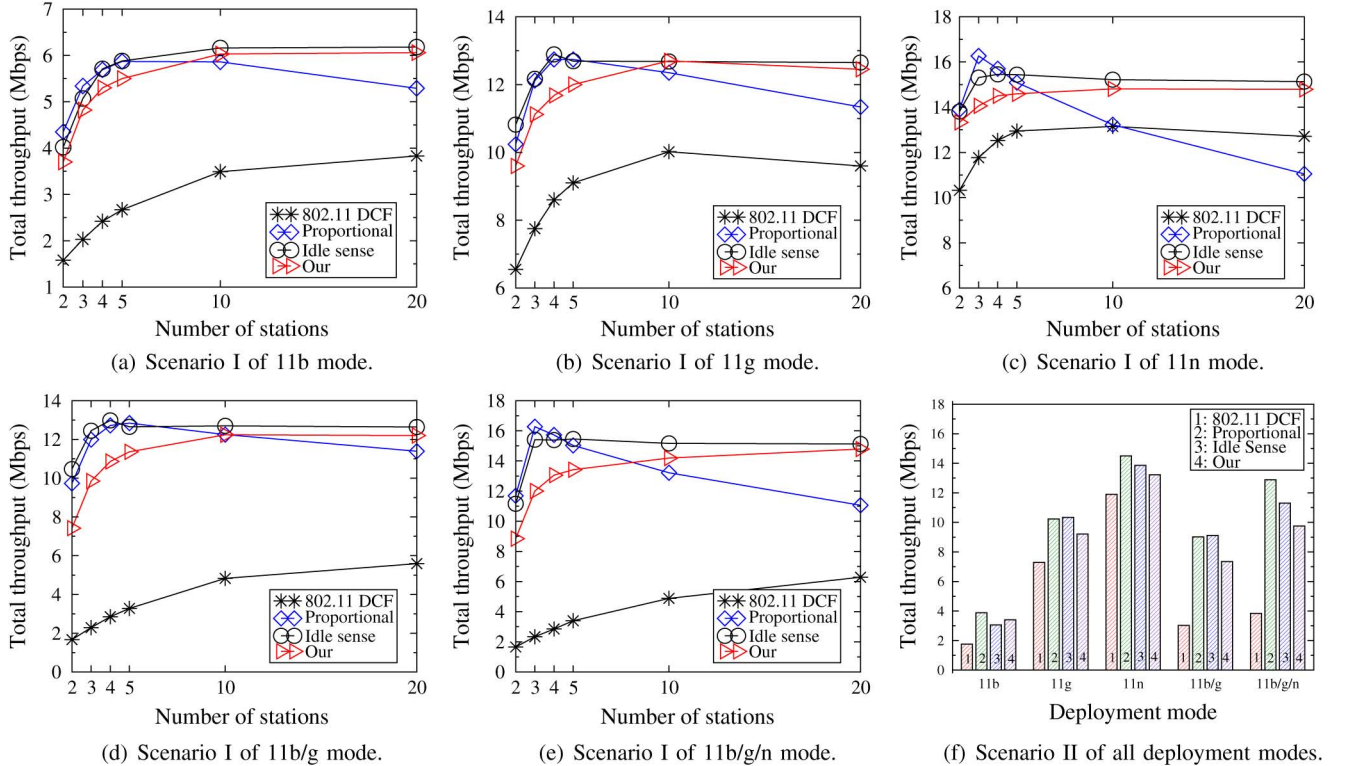 Total throughput (Mbps)
7
6
5
4
3
2
1
802.11 DCF
Proportional
Idle sense
Our
2 3 4 5 10 20
Number of stations
(a) Scenario I of 11b mode.
Total throughput (Mbps)
14
12
10
8
6
802.11 DCF
Proportional
Idle sense
Our
2 3 4 5 10 20
Number of stations
(b) Scenario I of 11g mode.
Total throughput (Mbps)
18
16
14
12
10
8
6
802.11 DCF
Proportional
Idle sense
Our
2 3 4 5 10 20
Number of stations
(c) Scenario I of 11n mode.
Total throughput (Mbps)
14
12
10
8
6
4
2
0
802.11 DCF
Proportional
Idle sense
Our
2 3 4 5 10 20
Number of stations
(d) Scenario I of 11b/g mode.
Total throughput (Mbps)
18
16
14
12
10
8
6
4
2
0
802.11 DCF
Proportional
Idle sense
Our
2 3 4 5 10 20
Number of stations
(e) Scenario I of 11b/g/n mode.
Total throughput (Mbps)
18
16
14
12
10
8
6
4
2
0
1: 802.11 DCF
2: Proportional
3: Idle Sense
4: Our
1 2 3 4 1 2 3 4 1 2 3 4 1 2 3 4 1 2 3 4
11b 11g 11n 11b/g 11b/g/n
Deployment mode
(f) Scenario II of all deployment modes.